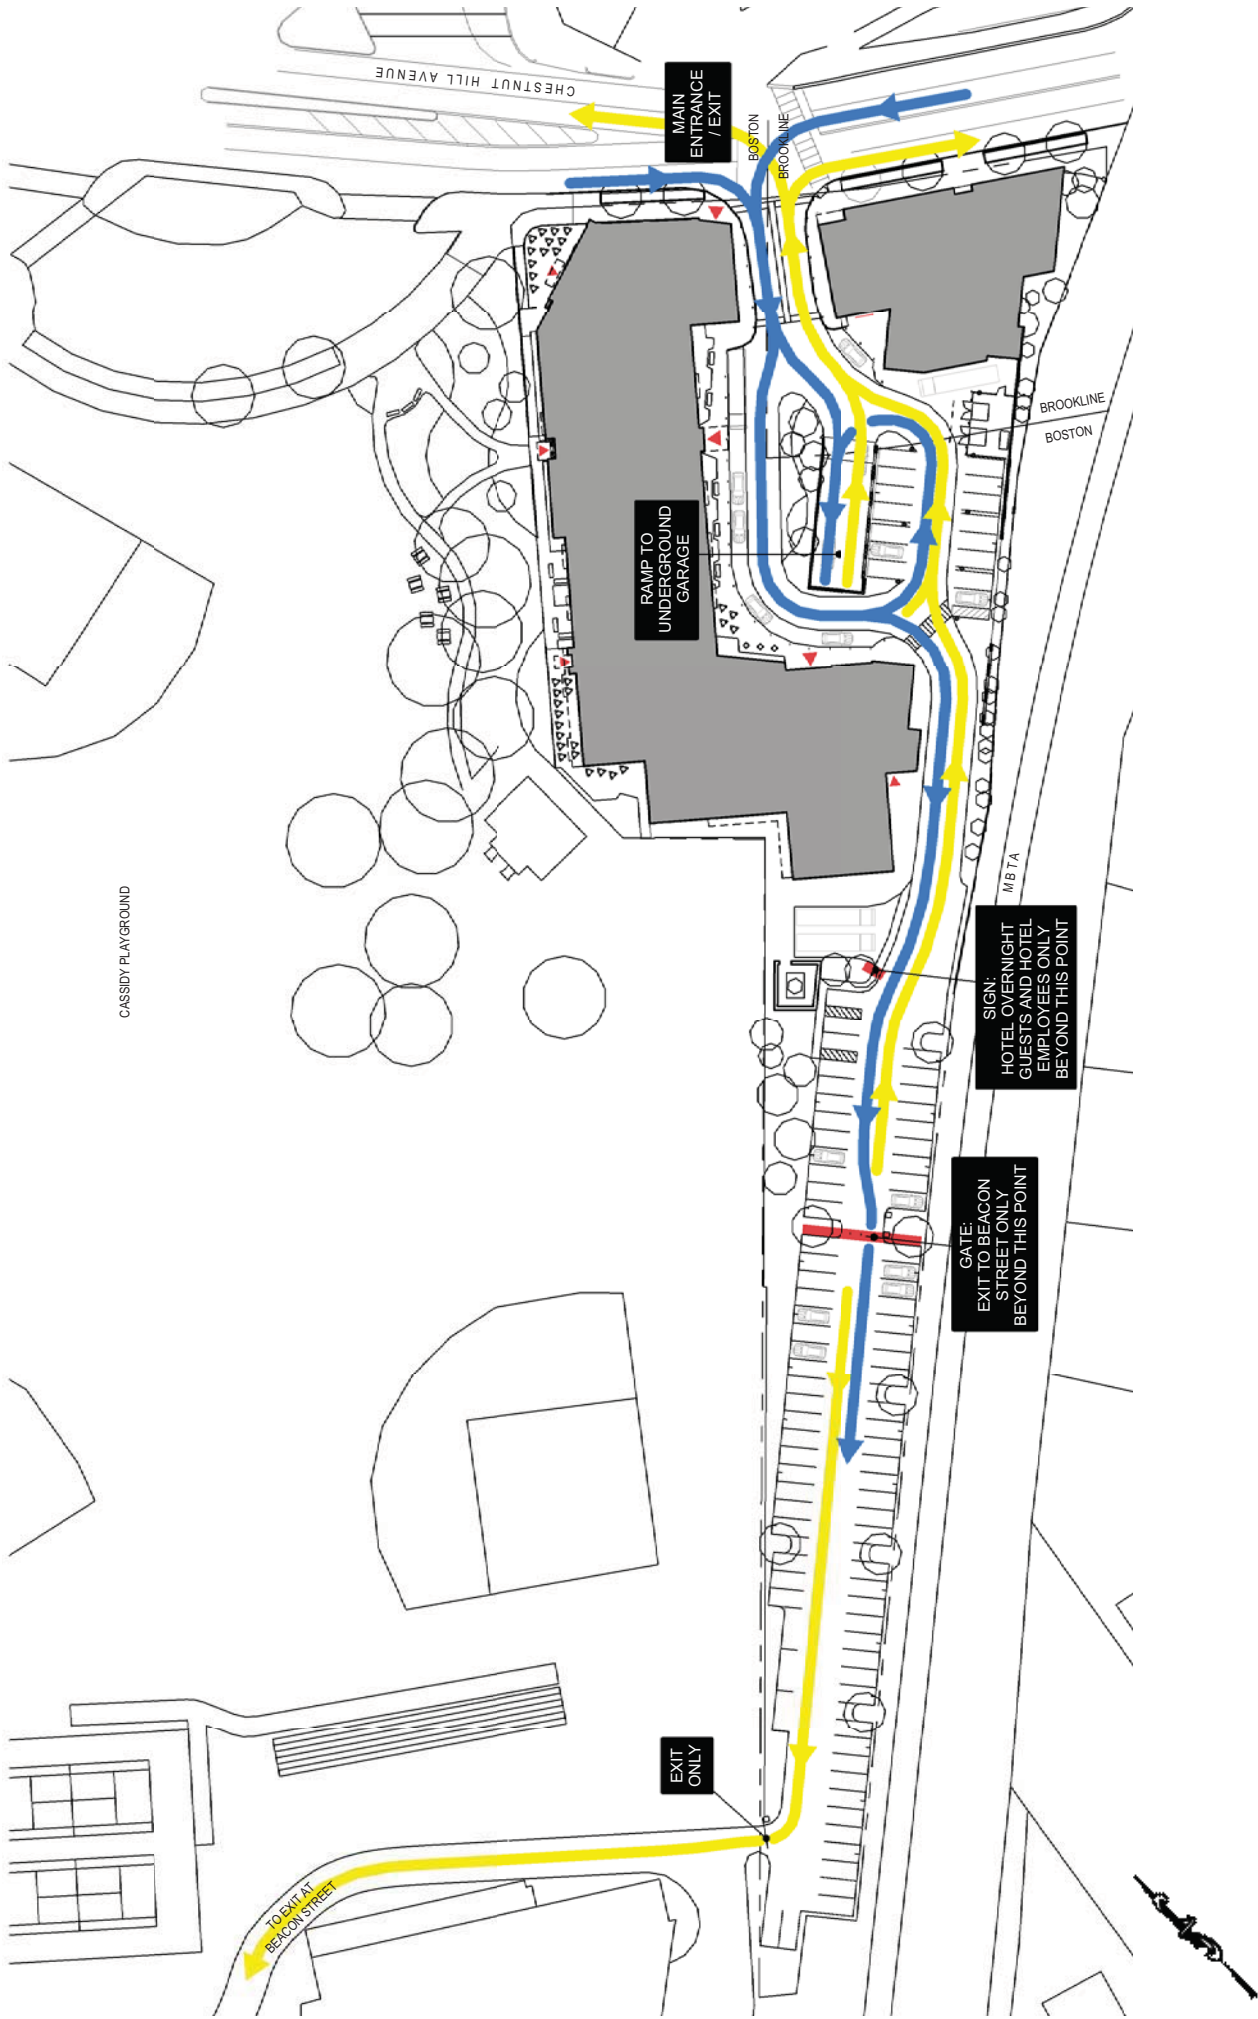 CHESTNUT HILL AVENUE
MAIN
ENTRANCE
/ EXIT
BOSTON
BROOKLINE
BROOKLINE
BOSTON
RAMP TO
UNDERGROUND
GARAGE
CASSIDY PLAYGROUND
MBTA
SIGN:
HOTEL OVERNIGHT
GUESTS AND HOTEL
EMPLOYEES ONLY
BEYOND THIS POINT
GATE:
EXIT TO BEACON
STREET ONLY
BEYOND THIS POINT
EXIT
ONLY
TO EXIT AT
BEACON STREET